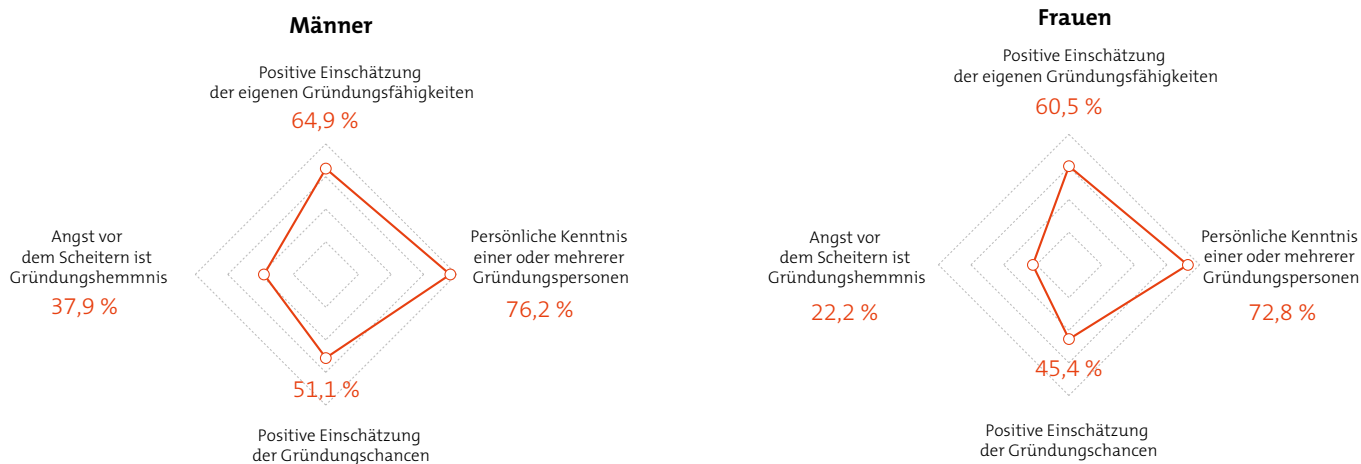 Männer
Positive Einschätzung
der eigenen Gründungsfähigkeiten
64,9 %
Angst vor
dem Scheitern ist
Gründungshemmnis
37,9 %
Persönliche Kenntnis
einer oder mehrerer
Gründungspersonen
76,2 %
51,1 %
Positive Einschätzung
der Gründungschancen
Frauen
Positive Einschätzung
der eigenen Gründungsfähigkeiten
60,5 %
Angst vor
dem Scheitern ist
Gründungshemmnis
22,2 %
Persönliche Kenntnis
einer oder mehrerer
Gründungspersonen
72,8 %
45,4 %
Positive Einschätzung
der Gründungschancen